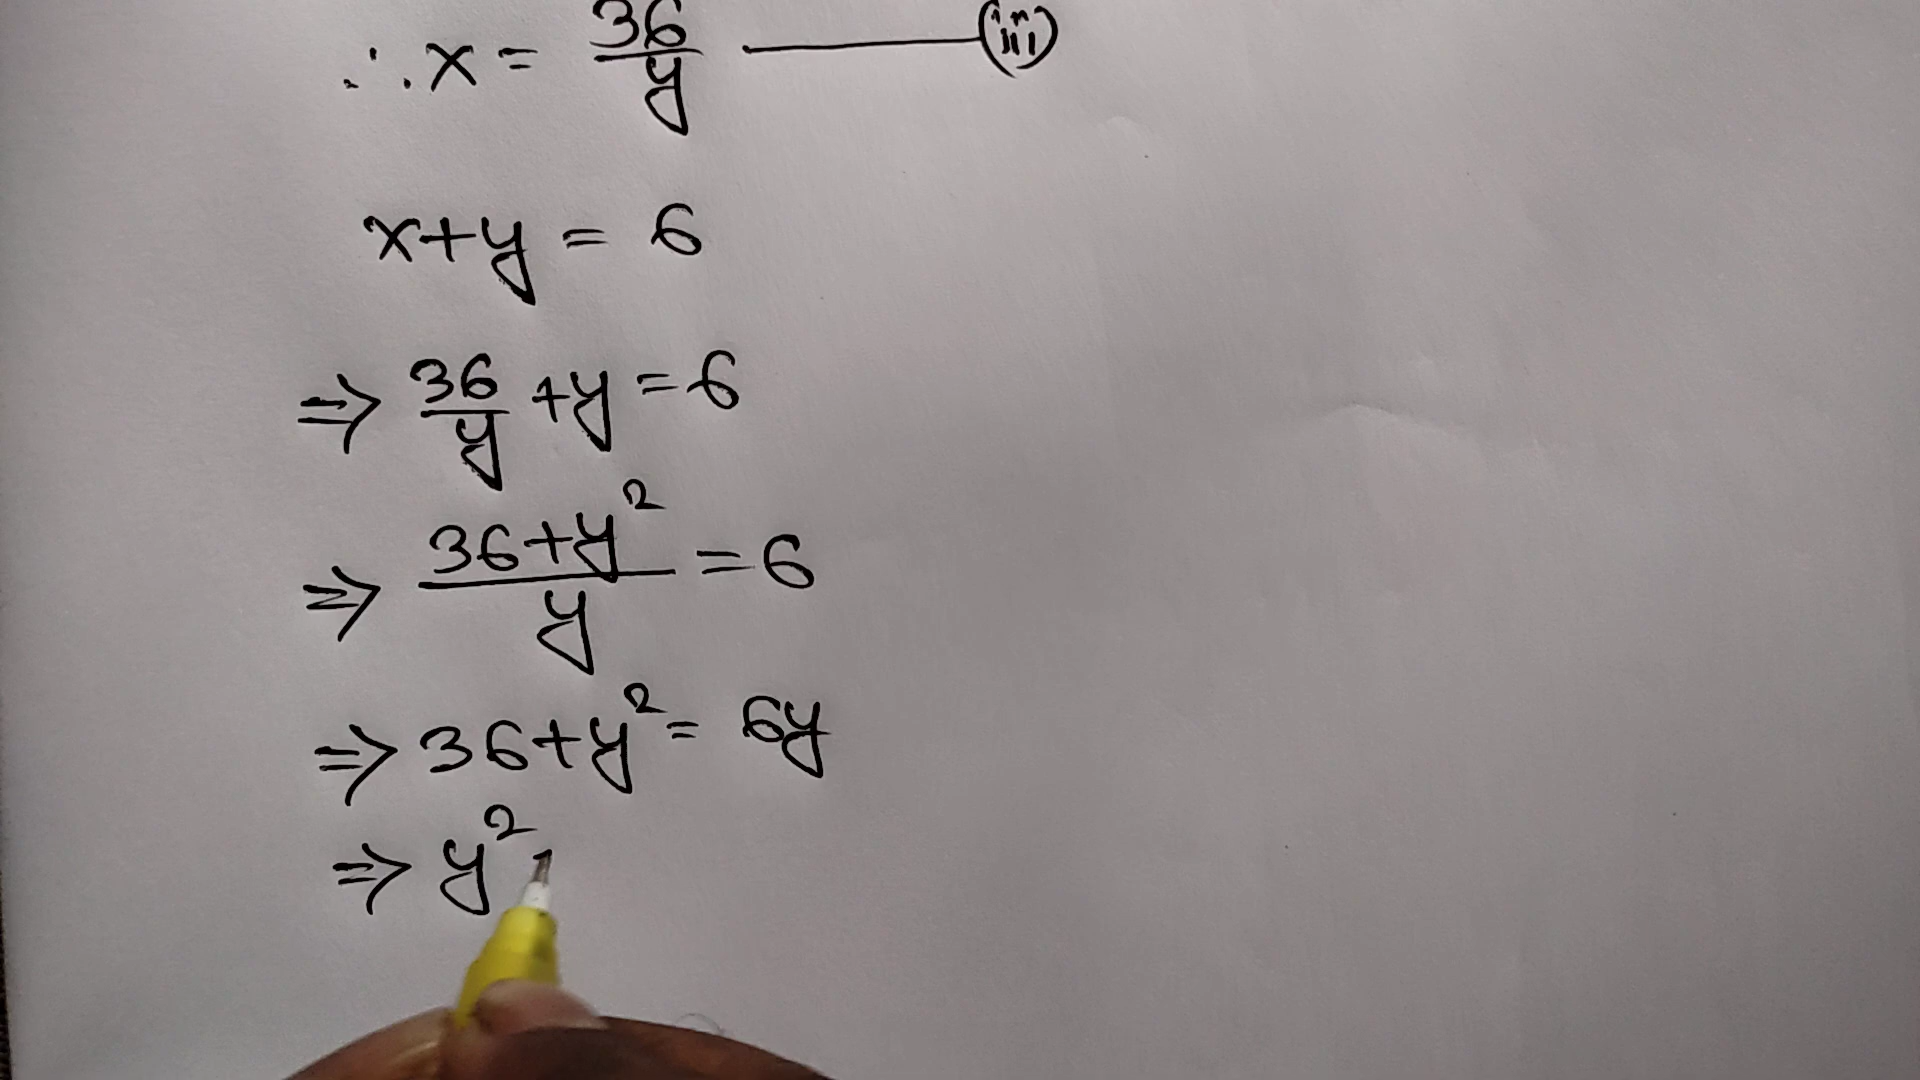 ∴ x = 36/y ——— (iii)
x+y = 6
⇒ 36/y +y = 6
⇒ (36+y²)/y = 6
⇒ 36+y² = 6y
⇒ y²